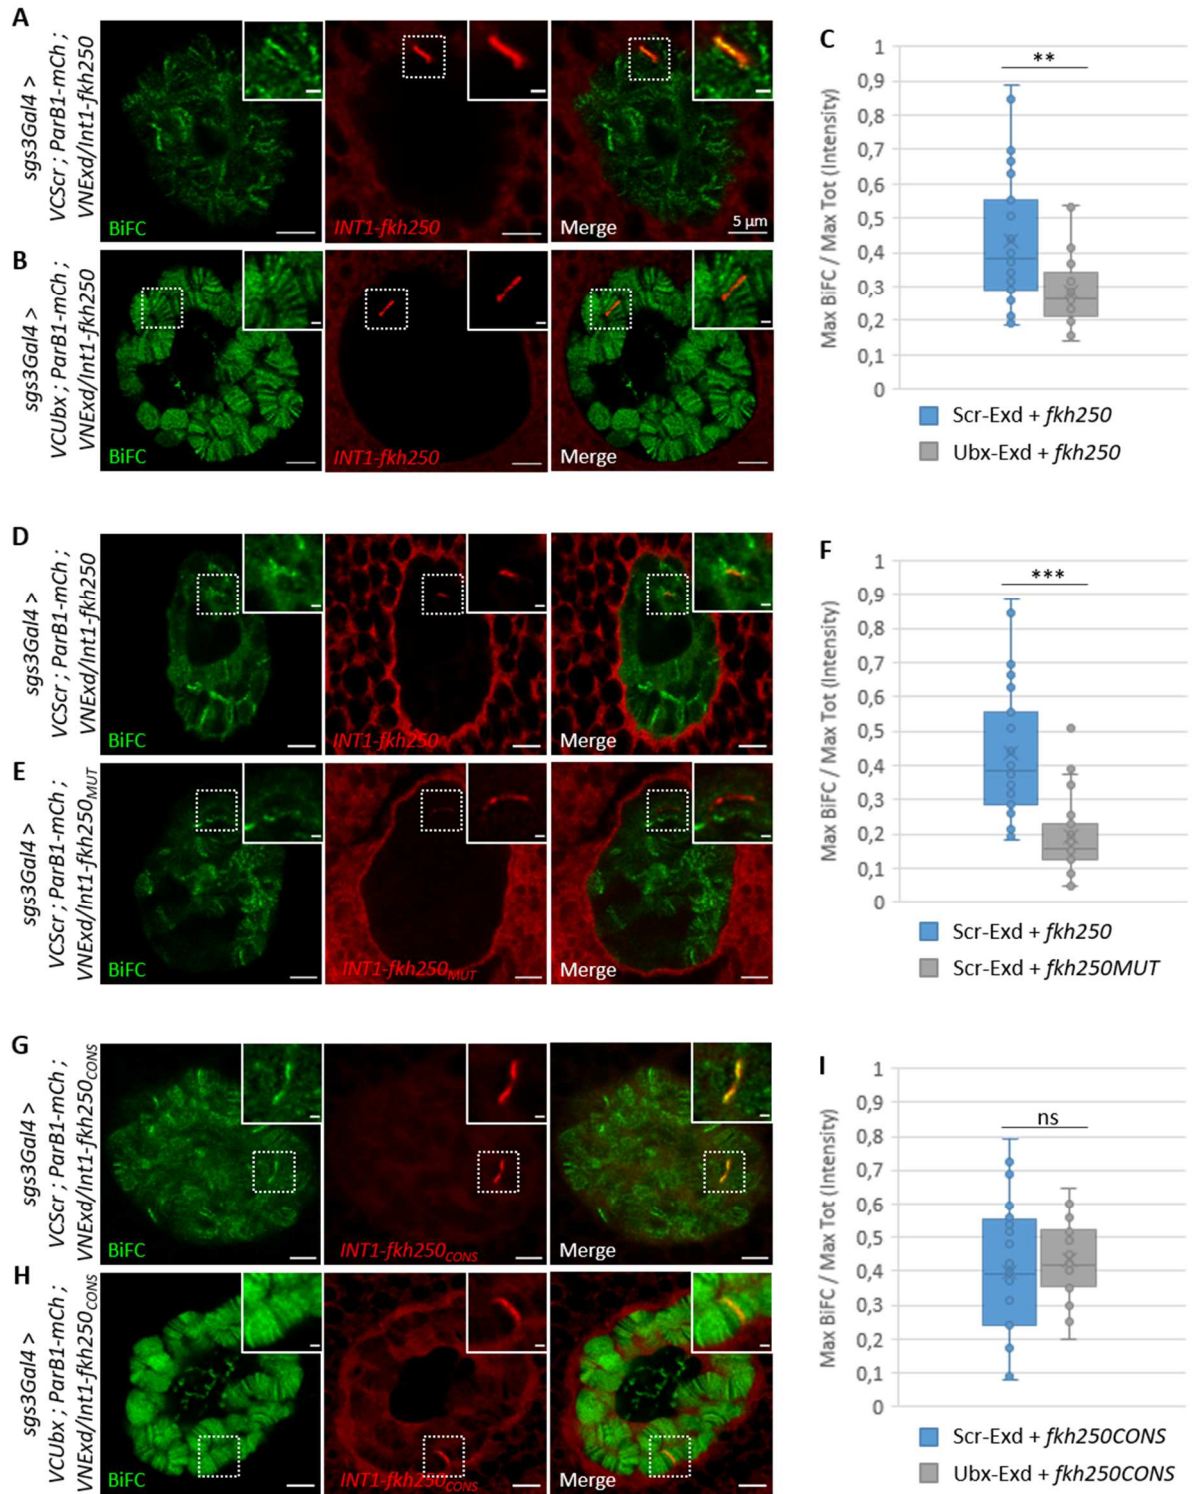 A
sgs3Gal4 >
VCScr ; ParB1-mCh ;
VNExd/Int1-fkh250
BiFC
INT1-fkh250
Merge
5 µm
B
sgs3Gal4 >
VCUbx ; ParB1-mCh ;
VNExd/Int1-fkh250
BiFC
INT1-fkh250
Merge
C
Max BiFC / Max Tot (Intensity)
1
0,9
0,8
0,7
0,6
0,5
0,4
0,3
0,2
0,1
0
**
Scr-Exd + fkh250
Ubx-Exd + fkh250
D
sgs3Gal4 >
VCScr ; ParB1-mCh ;
VNExd/Int1-fkh250
BiFC
INT1-fkh250
Merge
E
sgs3Gal4 >
VCScr ; ParB1-mCh ;
VNExd/Int1-fkh250MUT
BiFC
INT1-fkh250MUT
Merge
F
Max BiFC / Max Tot (Intensity)
1
0,9
0,8
0,7
0,6
0,5
0,4
0,3
0,2
0,1
0
***
Scr-Exd + fkh250
Scr-Exd + fkh250MUT
G
sgs3Gal4 >
VCScr ; ParB1-mCh ;
VNExd/Int1-fkh250CONS
BiFC
INT1-fkh250CONS
Merge
H
sgs3Gal4 >
VCUbx ; ParB1-mCh ;
VNExd/Int1-fkh250CONS
BiFC
INT1-fkh250CONS
Merge
I
Max BiFC / Max Tot (Intensity)
1
0,9
0,8
0,7
0,6
0,5
0,4
0,3
0,2
0,1
0
ns
Scr-Exd + fkh250CONS
Ubx-Exd + fkh250CONS